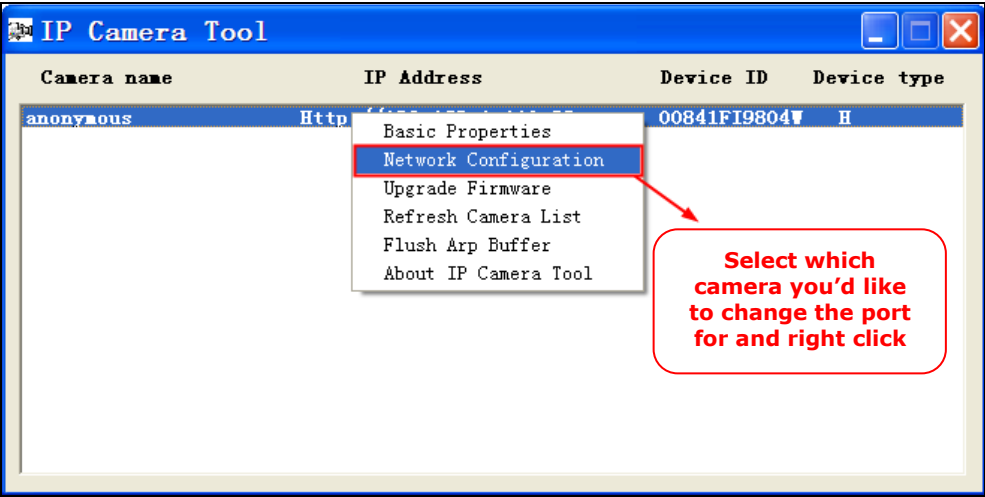 IP Camera Tool
Camera name IP Address Device ID Device type
anonymous Http 00841FI9804W H
Basic Properties
Network Configuration
Upgrade Firmware
Refresh Camera List
Flush Arp Buffer
About IP Camera Tool
Select which
camera you’d like
to change the port
for and right click